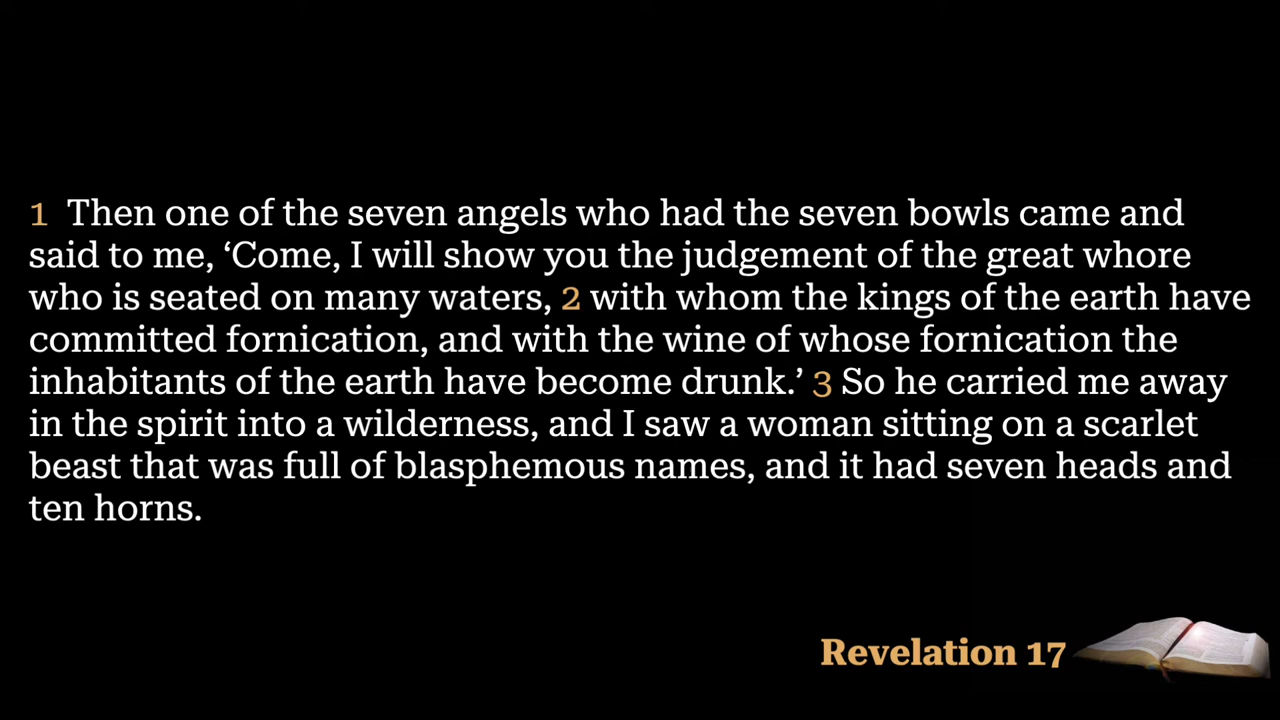 1 Then one of the seven angels who had the seven bowls came and
said to me, ‘Come, I will show you the judgement of the great whore
who is seated on many waters, 2 with whom the kings of the earth have
committed fornication, and with the wine of whose fornication the
inhabitants of the earth have become drunk.’ 3 So he carried me away
in the spirit into a wilderness, and I saw a woman sitting on a scarlet
beast that was full of blasphemous names, and it had seven heads and
ten horns.
Revelation 17